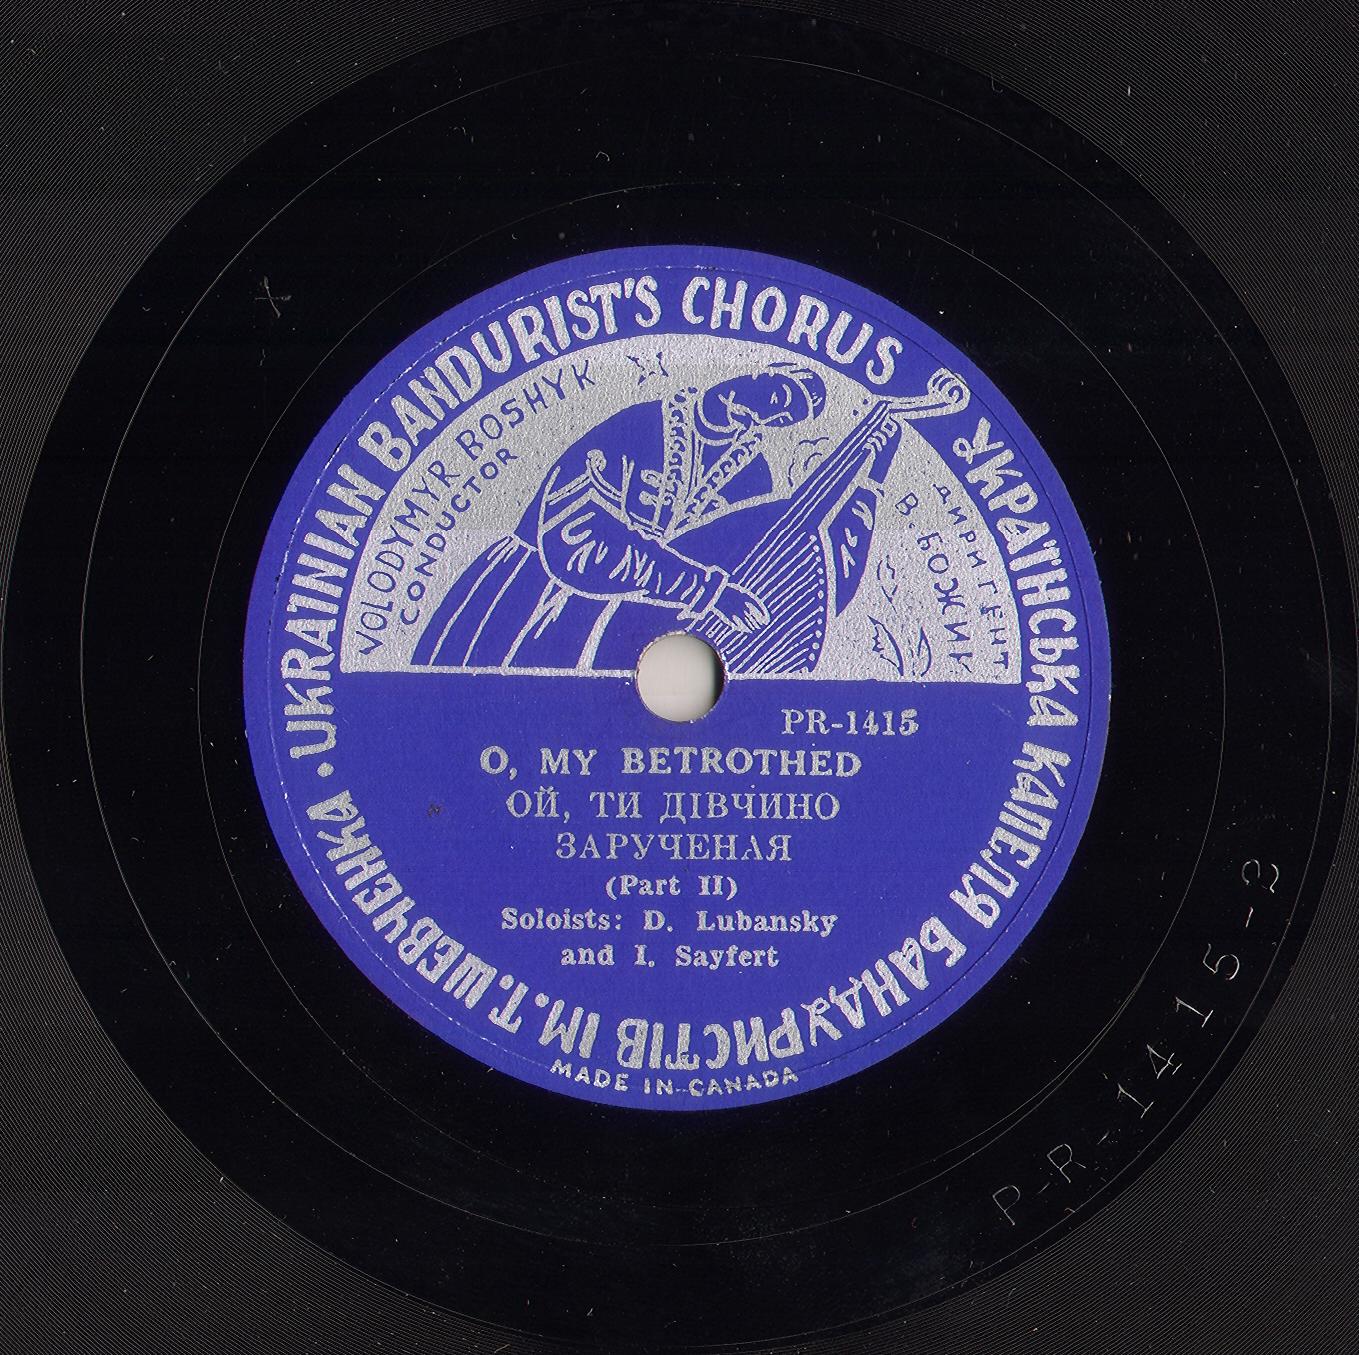 UKRAINIAN BANDURIST'S CHORUS
УКРАЇНСЬКА КАПЕЛЯ БАНДУРИСТІВ ІМ. Т. ШЕВЧЕНКА •
VOLODYMYR BOSHYK
CONDUCTOR
ДИРИГЕНТ
В. БОЖИК
PR-1415
O, MY BETROTHED
ОЙ, ТИ ДІВЧИНО
ЗАРУЧЕНАЯ
(Part II)
Soloists: D. Lubansky
and I. Sayfert
MADE IN CANADA
P-R-1415-2